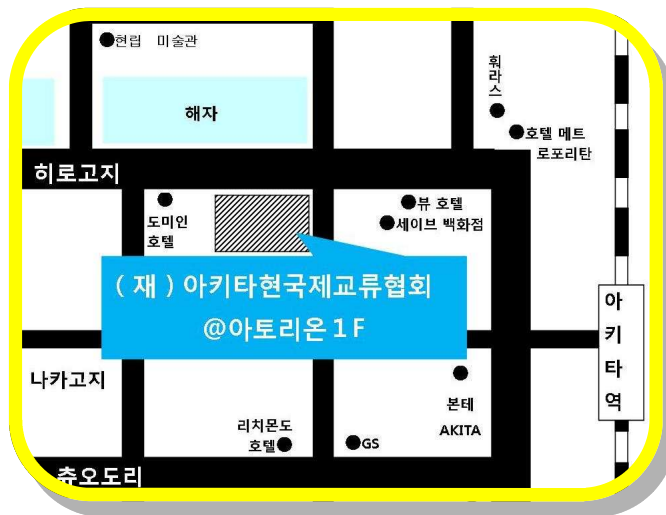 현립 미술관
해자
훠라스
호텔 메트
로포리탄
히로고지
도미인
호텔
뷰 호텔
세이브 백화점
( 재 ) 아키타현국제교류협회
@아토리온 1 F
아키타역
나카고지
본테
AKITA
리치몬도
호텔
GS
츄오도리